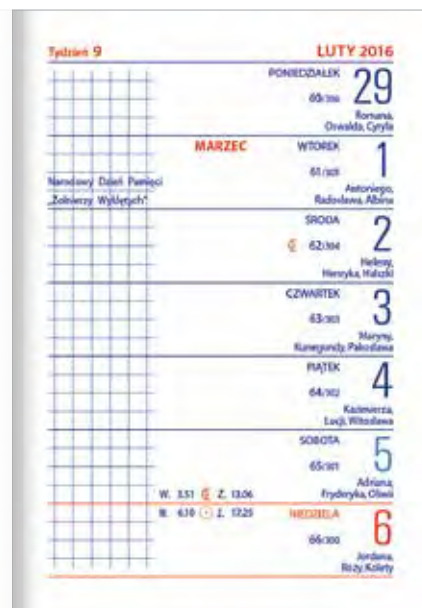 Tydzień 9
LUTY 2016
PONIEDZIAŁEK 29
60/306
Romana,
Oswalda, Cyryla
MARZEC
WTOREK 1
61/305
Narodowy Dzień Pamięci
„Żołnierzy Wyklętych”
Antoniego,
Radosława, Albina
ŚRODA 2
62/304
Heleny,
Henryka, Halszki
CZWARTEK 3
63/303
Maryny,
Kunegundy, Pakosława
PIĄTEK 4
64/302
Kazimierza,
Łucji, Witosława
SOBOTA 5
65/301
Adriana,
Fryderyka, Oliwii
W. 3.51 Z. 13.06
W. 6.10 Z. 17.25
NIEDZIELA 6
66/300
Jordana,
Róży, Kolety